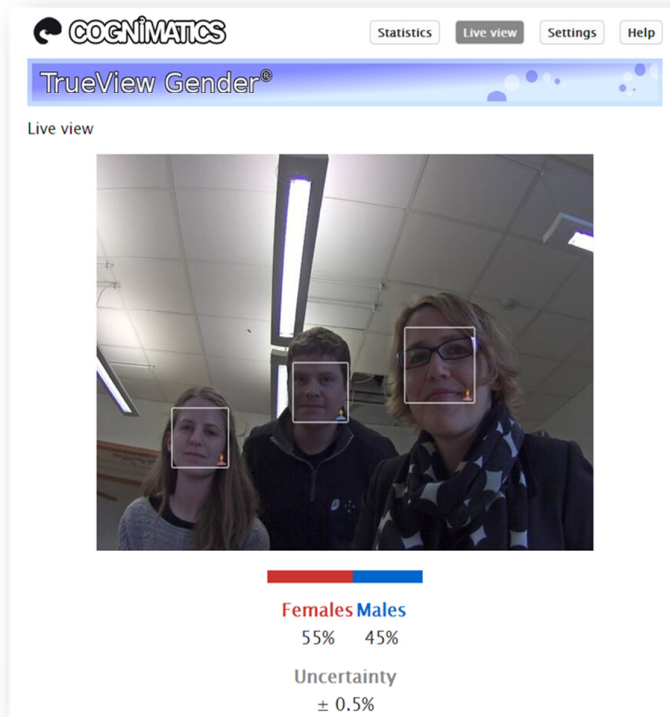 COGNIMATICS
Statistics
Live view
Settings
Help
TrueView Gender®
Live view
Females Males
55% 45%
Uncertainty
± 0.5%